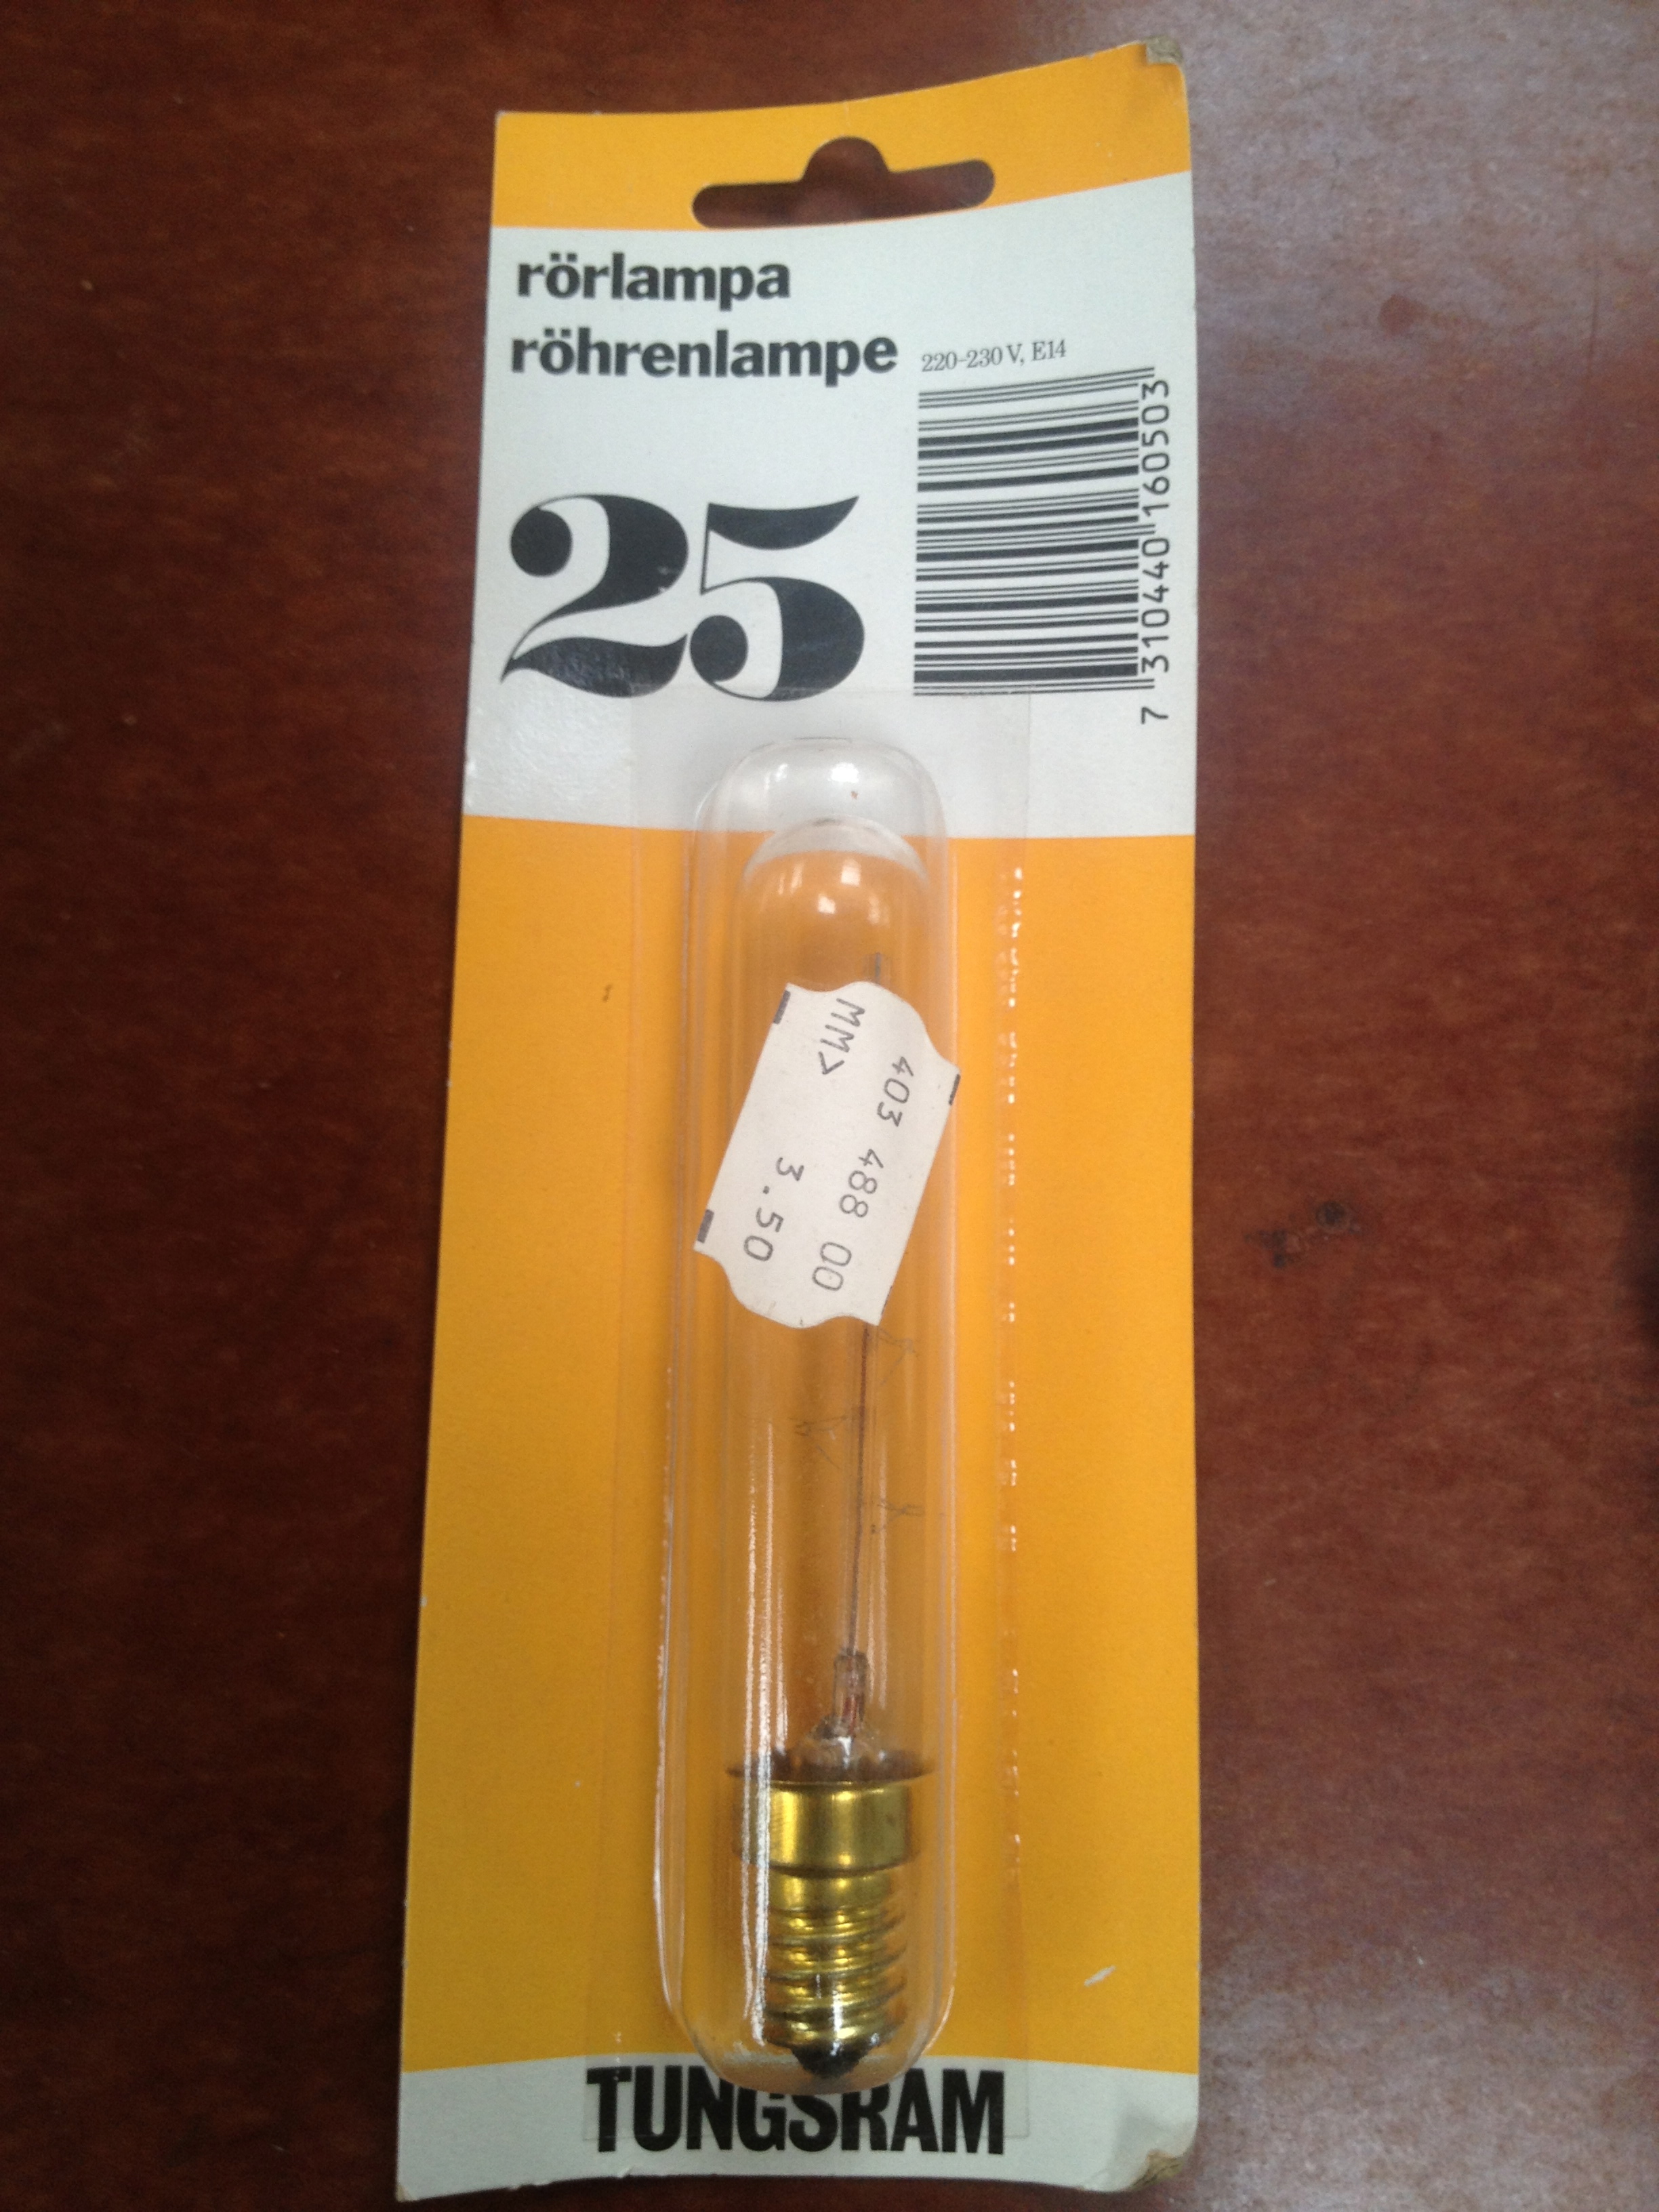 rörlampa
röhrenlampe
220-230 V, E14
25
7 310440 160503
403 488 00
MM>
3.50
TUNGSRAM